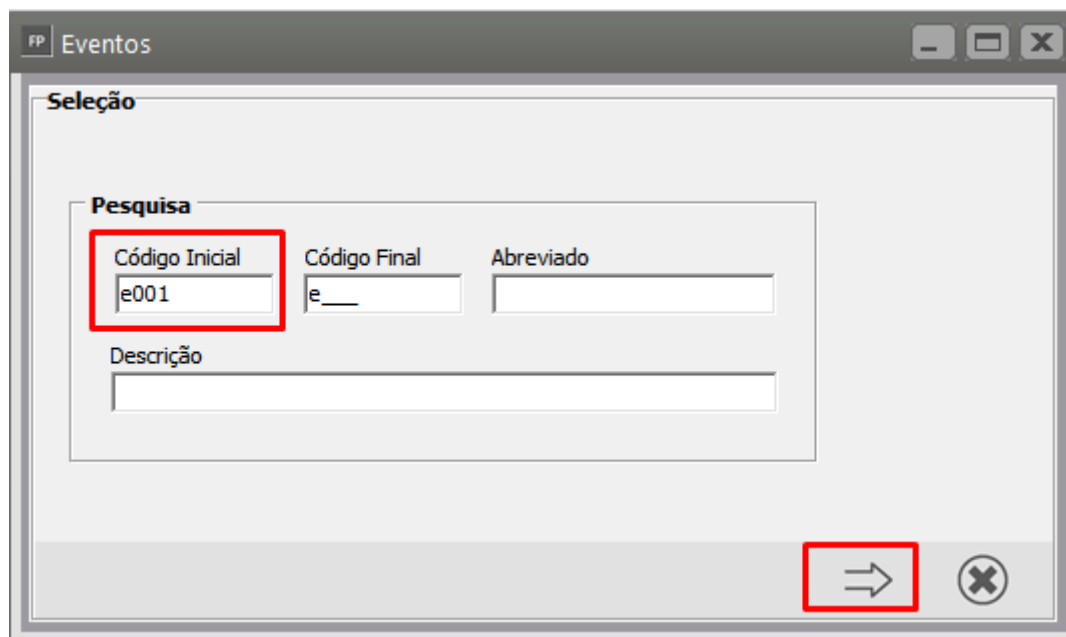 FP Eventos
Seleção
Pesquisa
Código Inicial Código Final Abreviado
e001 e___
Descrição